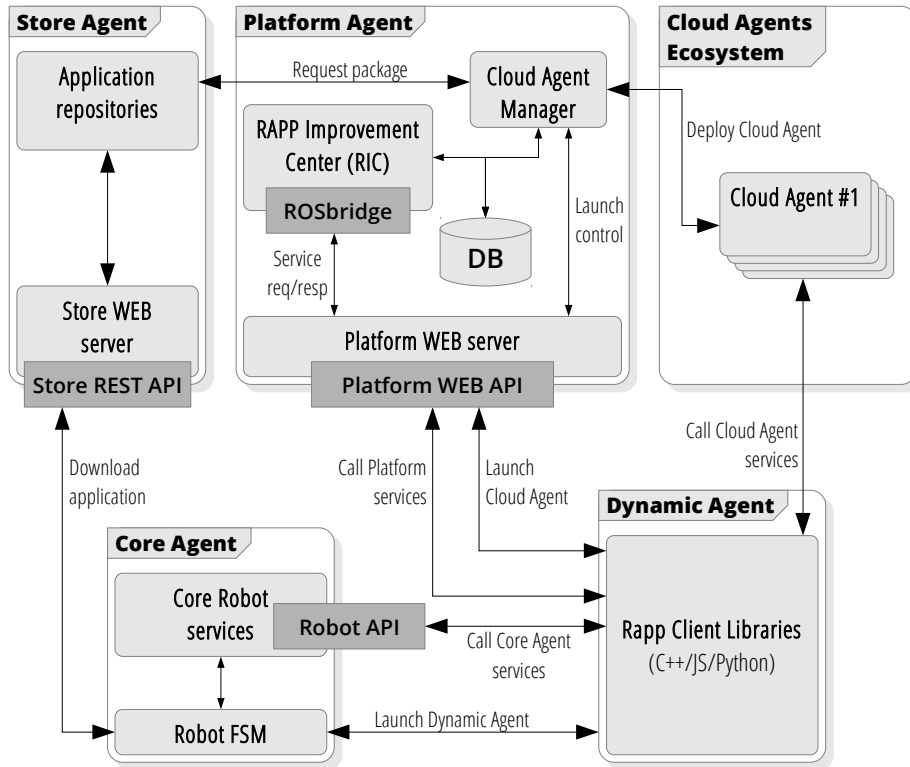 Store Agent
Application
repositories
Store WEB
server
Store REST API
Platform Agent
Request package
Cloud Agent
Manager
RAPP Improvement
Center (RIC)
ROSbridge
DB
Service
req/resp
Launch
control
Platform WEB server
Platform WEB API
Cloud Agents
Ecosystem
Deploy Cloud Agent
Cloud Agent #1
Download
application
Call Platform
services
Launch
Cloud Agent
Call Cloud Agent
services
Core Agent
Core Robot
services
Robot API
Robot FSM
Call Core Agent
services
Launch Dynamic Agent
Dynamic Agent
Rapp Client Libraries
(C++/JS/Python)